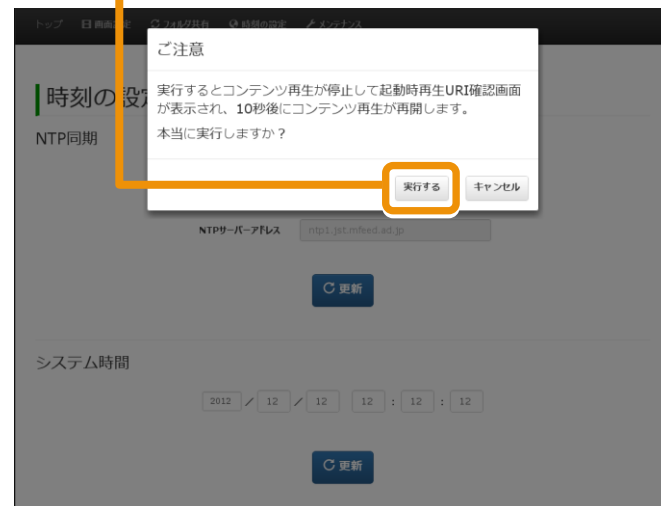 トップ 画面設定 フォルダ共有 時刻の設定 メンテナンス
ご注意
時刻の設定
実行するとコンテンツ再生が停止して起動時再生URI確認画面
が表示され、10秒後にコンテンツ再生が再開します。
NTP同期
本当に実行しますか？
実行する キャンセル
NTPサーバーアドレス ntp1.jst.mfeed.ad.jp
更新
システム時間
2012 / 12 / 12 12 : 12 : 12
更新